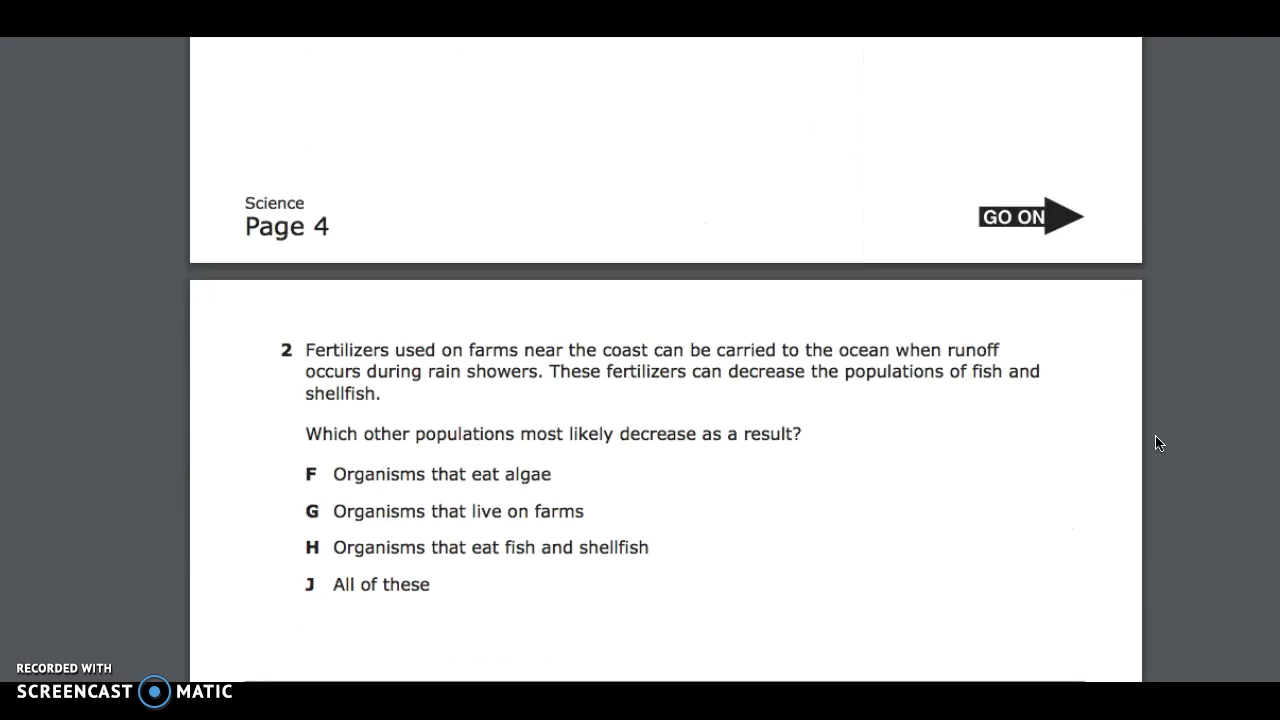 Science
Page 4
GO ON
2 Fertilizers used on farms near the coast can be carried to the ocean when runoff
occurs during rain showers. These fertilizers can decrease the populations of fish and
shellfish.
Which other populations most likely decrease as a result?
F Organisms that eat algae
G Organisms that live on farms
H Organisms that eat fish and shellfish
J All of these
RECORDED WITH
SCREENCAST MATIC